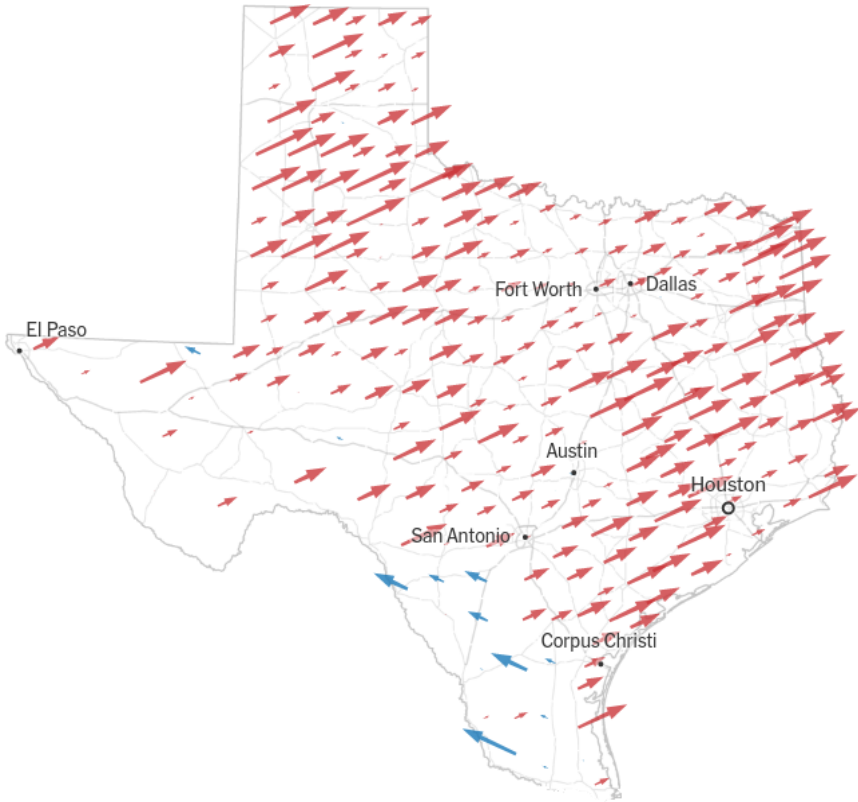 Fort Worth
Dallas
El Paso
Austin
Houston
San Antonio
Corpus Christi